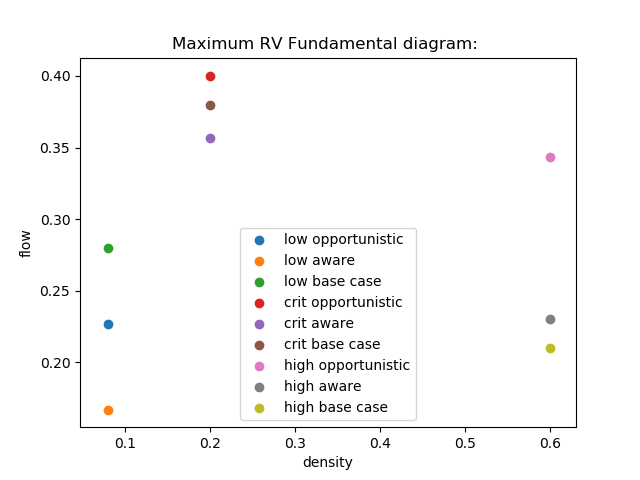 Maximum RV Fundamental diagram:
0.40
0.35
0.30
0.25
0.20
flow
low opportunistic
low aware
low base case
crit opportunistic
crit aware
crit base case
high opportunistic
high aware
high base case
0.1 0.2 0.3 0.4 0.5 0.6
density